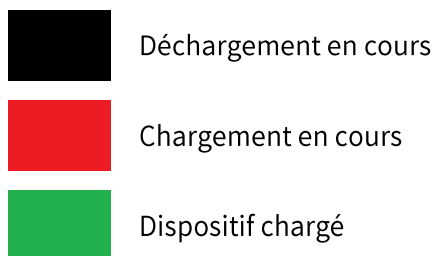 Déchargement en cours
Chargement en cours
Dispositif chargé